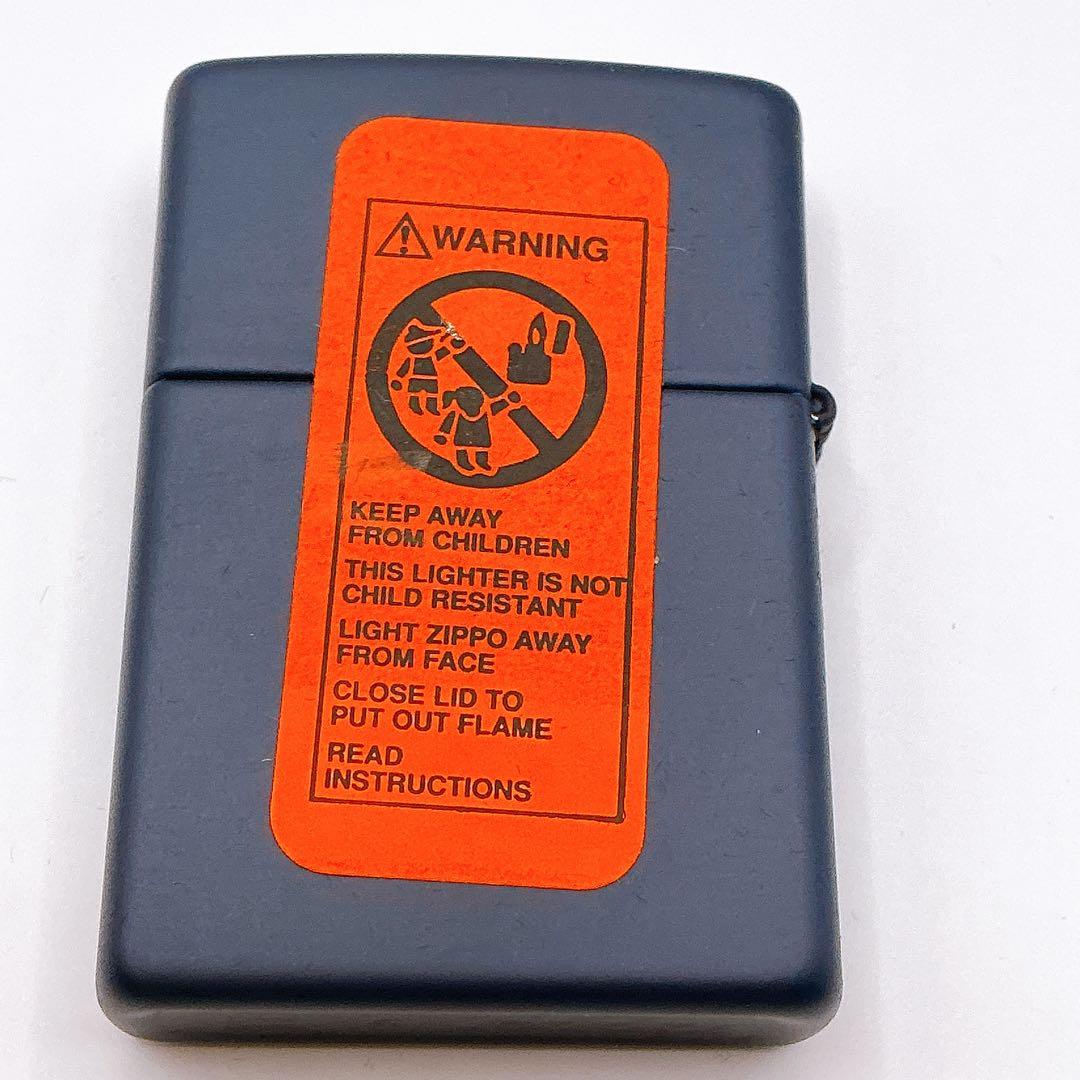 WARNING
KEEP AWAY
FROM CHILDREN
THIS LIGHTER IS NOT
CHILD RESISTANT
LIGHT ZIPPO AWAY
FROM FACE
CLOSE LID TO
PUT OUT FLAME
READ
INSTRUCTIONS